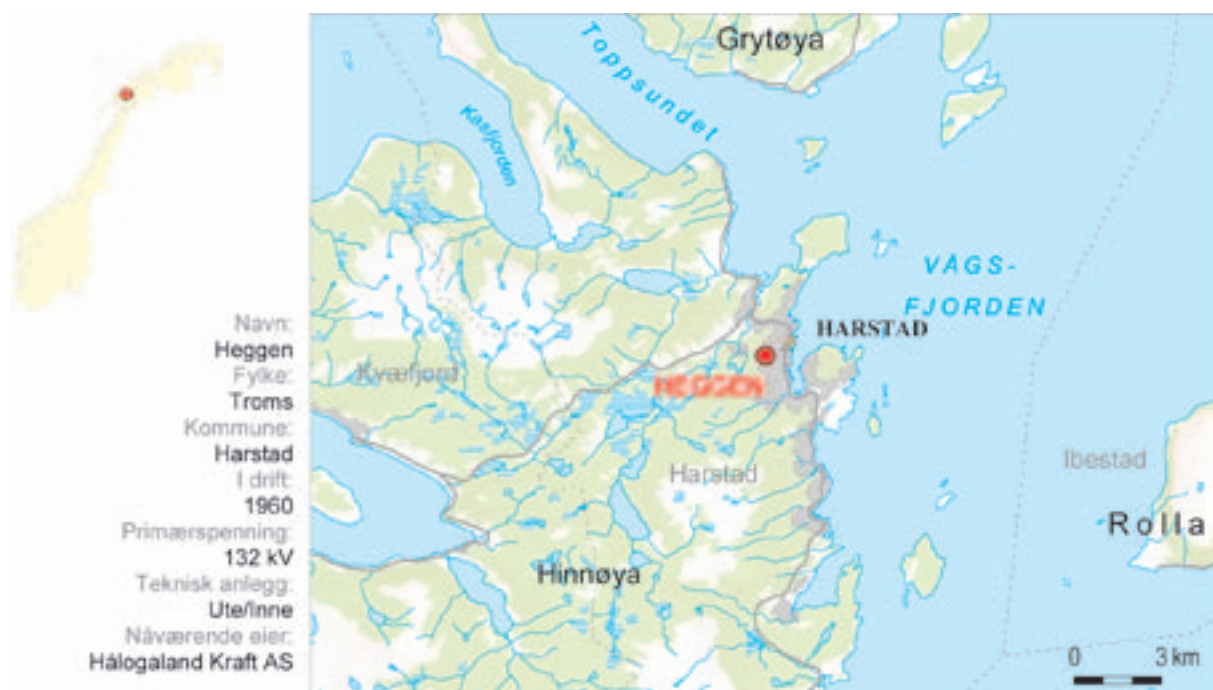 Navn:
Heggen
Fylke:
Troms
Kommune:
Harstad
I drift:
1960
Primærspenning:
132 kV
Teknisk anlegg:
Ute/Inne
Nåværende eier:
Hålogaland Kraft AS
Grytøya
Toppsundet
Kasfjorden
VÅGS-
FJORDEN
HARSTAD
HEGGEN
Kvæfjord
Harstad
Ibestad
Rolla
Hinnøya
0 3 km